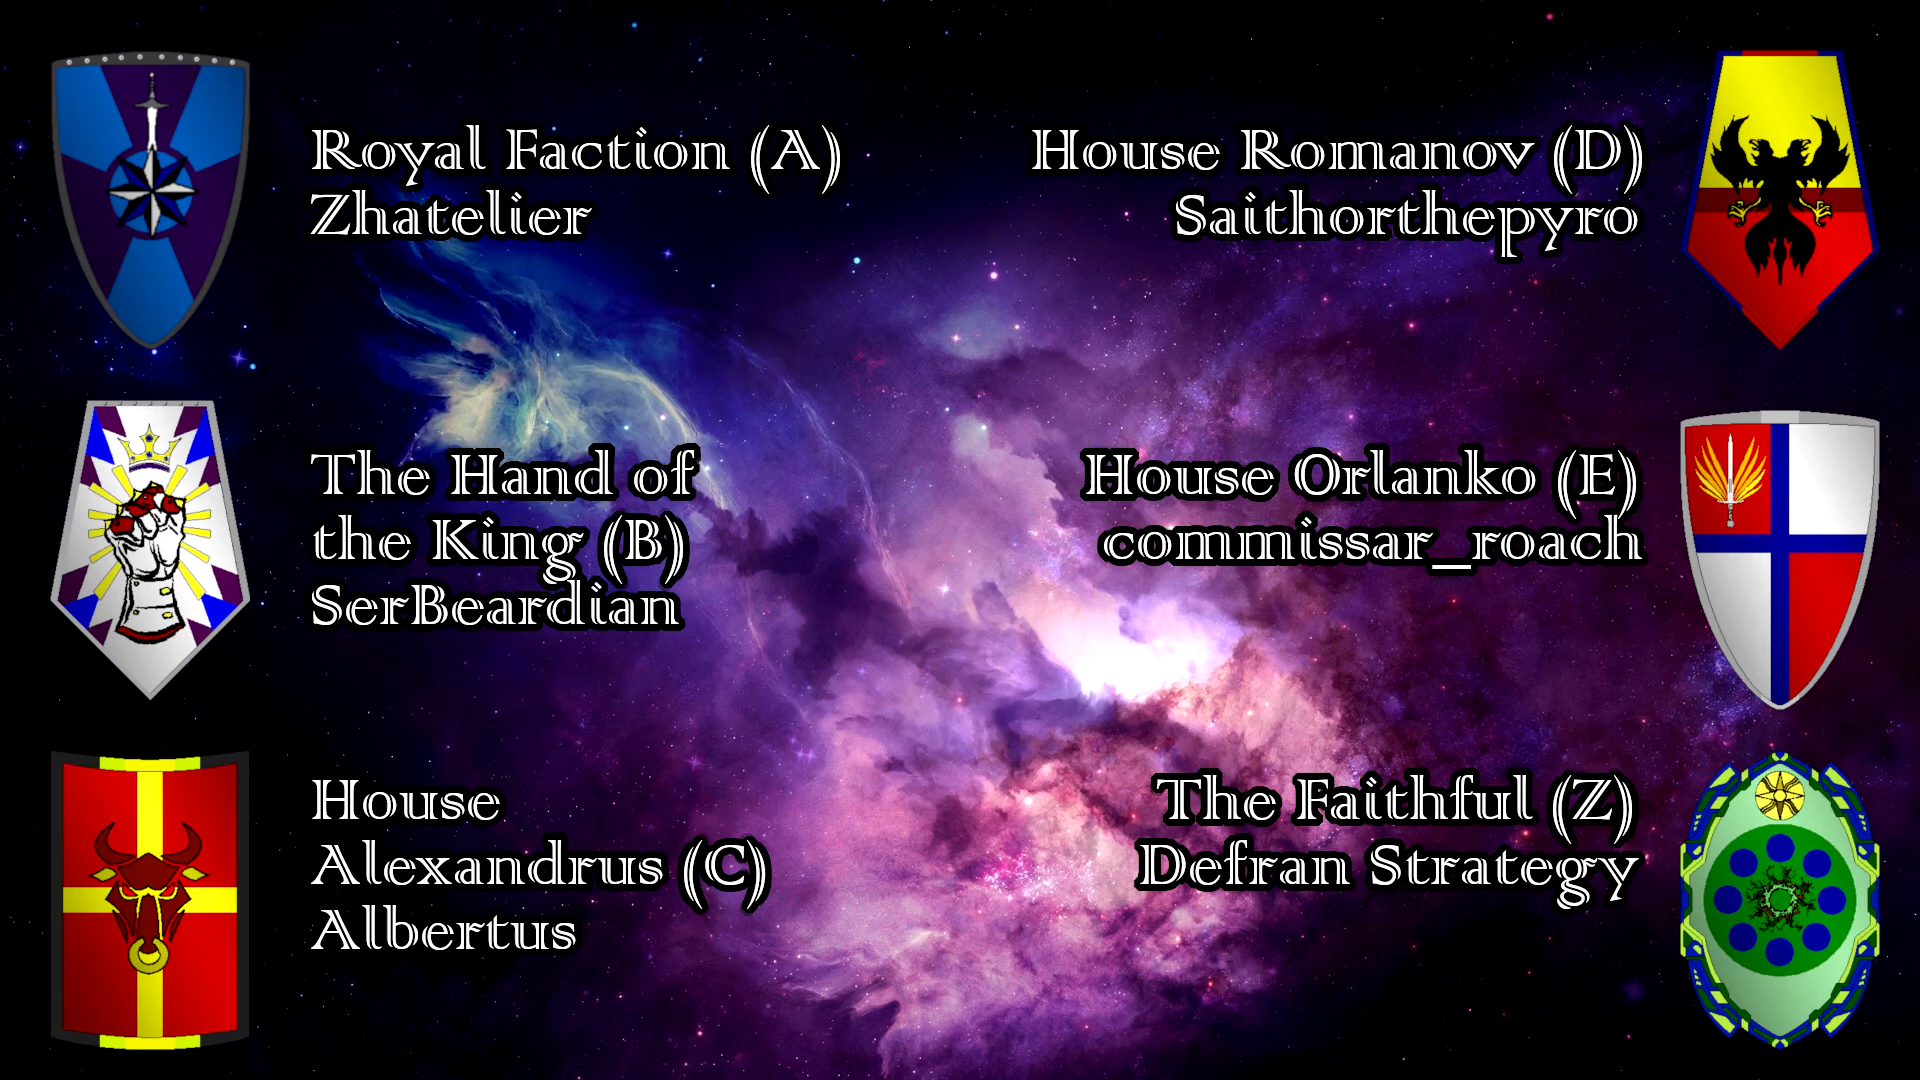 Royal Faction (A)
Zhatelier
The Hand of
the King (B)
SerBeardian
House
Alexandrus (C)
Albertus
House Romanov (D)
Saithorthepyro
House Orlanko (E)
commissar_roach
The Faithful (Z)
Defran Strategy